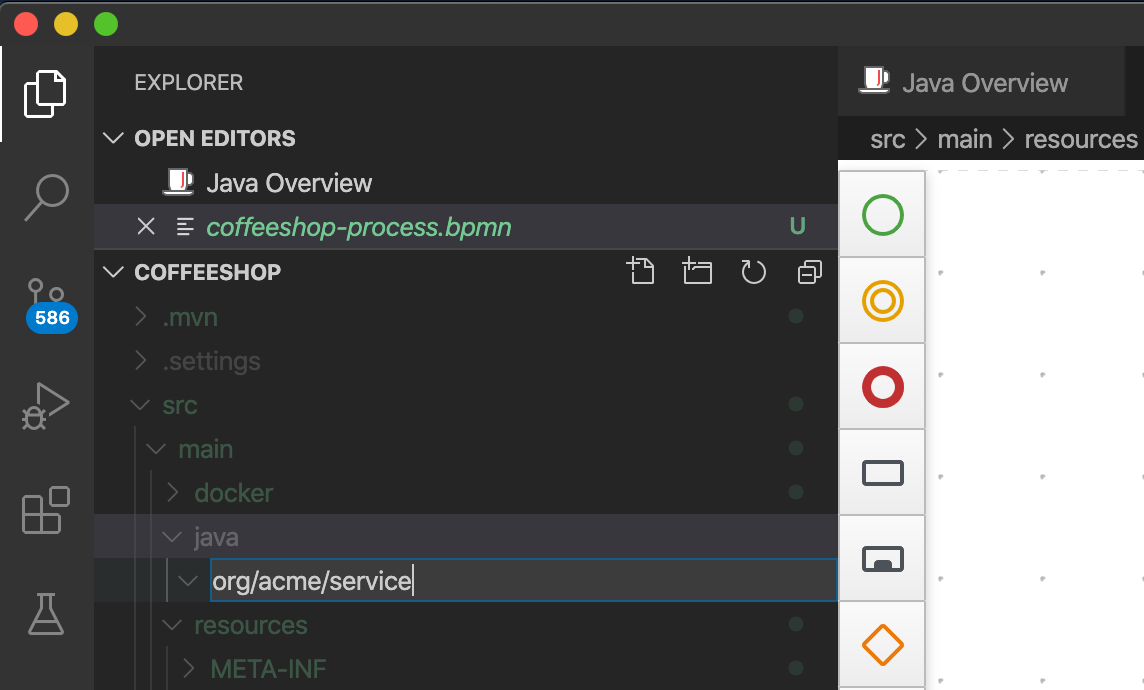 EXPLORER
OPEN EDITORS
Java Overview
coffeeshop-process.bpmn U
COFFEESHOP
.mvn
.settings
src
main
docker
java
org/acme/service
resources
META-INF
586
Java Overview
src > main > resources